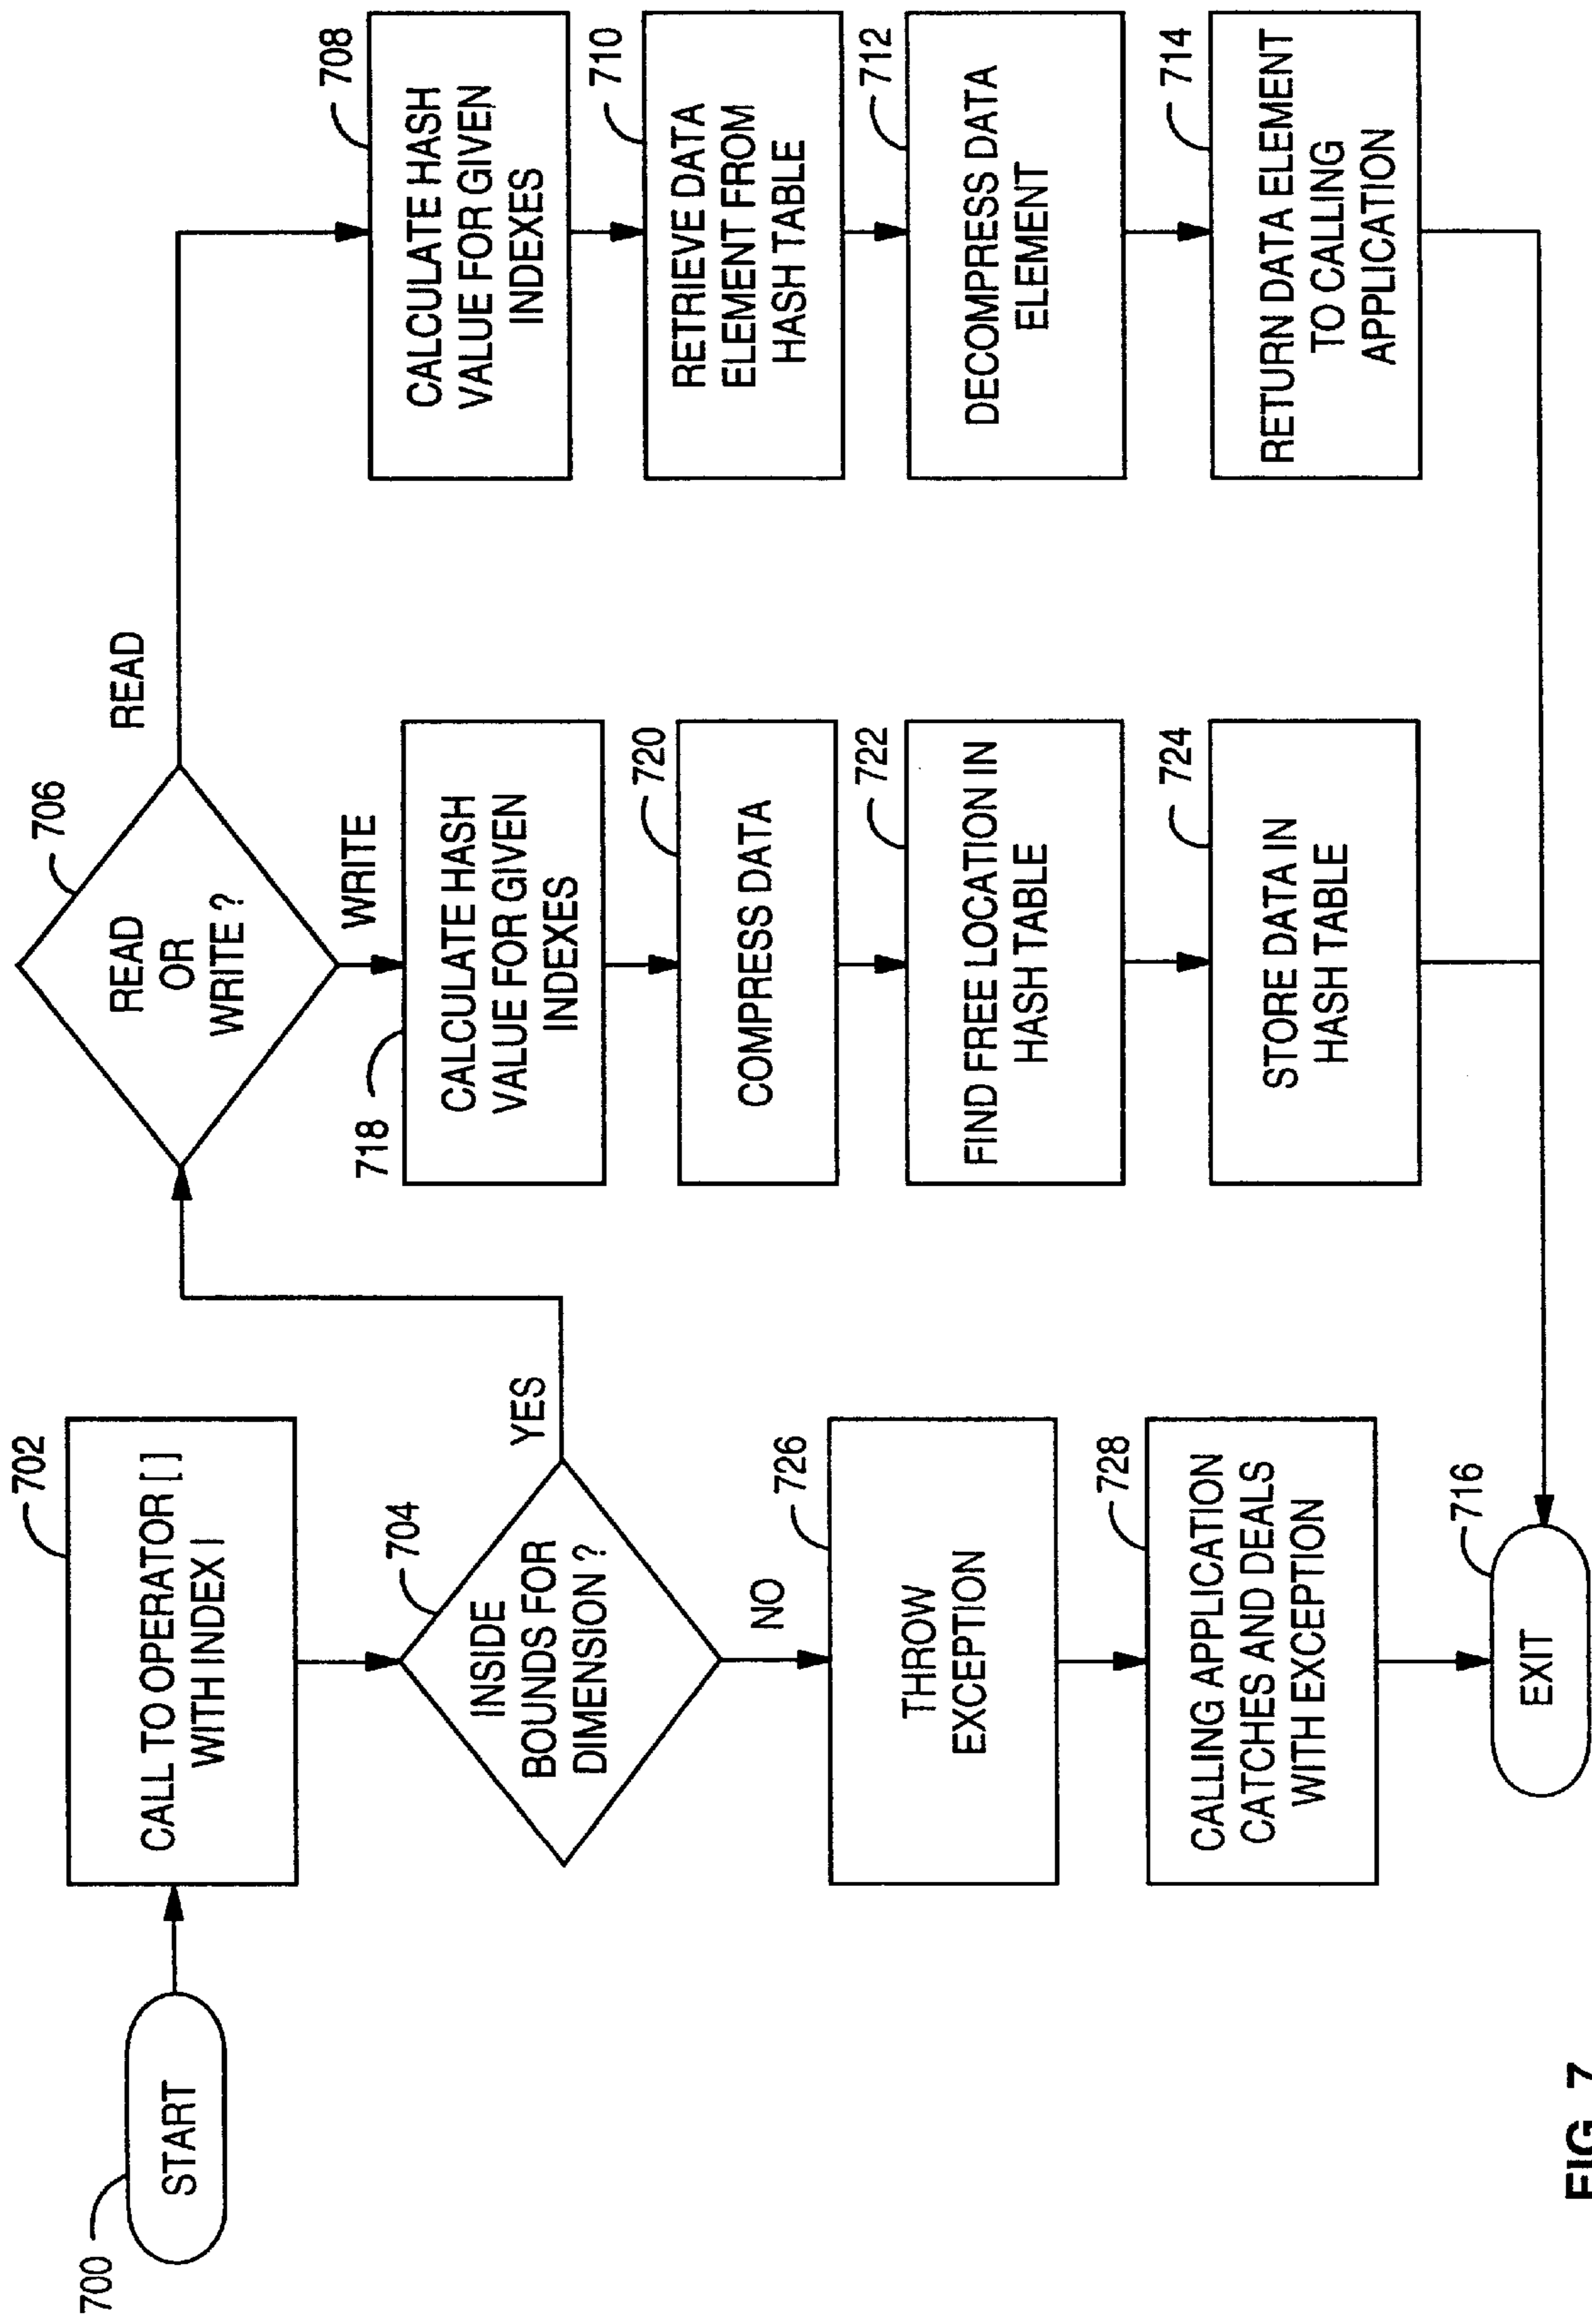 700
START
702
CALL TO OPERATOR [ ]
WITH INDEX I
704
INSIDE
BOUNDS FOR
DIMENSION ?
YES
NO
726
THROW
EXCEPTION
728
CALLING APPLICATION
CATCHES AND DEALS
WITH EXCEPTION
716
EXIT
706
READ
OR
WRITE ?
READ
WRITE
718
CALCULATE HASH
VALUE FOR GIVEN
INDEXES
720
COMPRESS DATA
722
FIND FREE LOCATION IN
HASH TABLE
724
STORE DATA IN
HASH TABLE
708
CALCULATE HASH
VALUE FOR GIVEN
INDEXES
710
RETRIEVE DATA
ELEMENT FROM
HASH TABLE
712
DECOMPRESS DATA
ELEMENT
714
RETURN DATA ELEMENT
TO CALLING
APPLICATION
FIG. 7